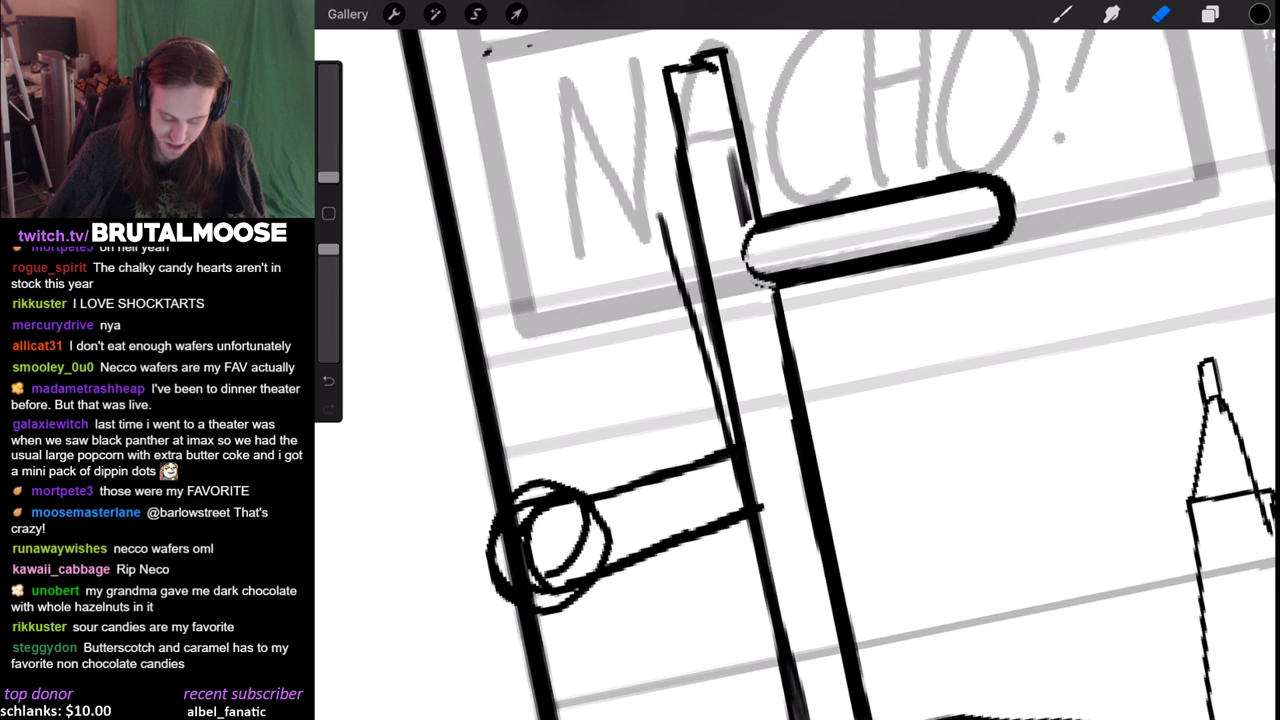 Gallery
NACHO!
twitch.tv/BRUTALMOOSE
mortpete3 oh hell yeah
rogue_spirit The chalky candy hearts aren't in
stock this year
rikkuster I LOVE SHOCKTARTS
mercurydrive nya
allicat31 I don't eat enough wafers unfortunately
smooley_0u0 Necco wafers are my FAV actually
madametrashheap I've been to dinner theater
before. But that was live.
galaxiewitch last time i went to a theater was
when we saw black panther at imax so we had the
usual large popcorn with extra butter coke and i got
a mini pack of dippin dots
mortpete3 those were my FAVORITE
moosemasterlane @barlowstreet That's
crazy!
runawaywishes necco wafers oml
kawaii_cabbage Rip Neco
unobert my grandma gave me dark chocolate
with whole hazelnuts in it
rikkuster sour candies are my favorite
steggydon Butterscotch and caramel has to my
favorite non chocolate candies
top donor
schlanks: $10.00
recent subscriber
albel_fanatic